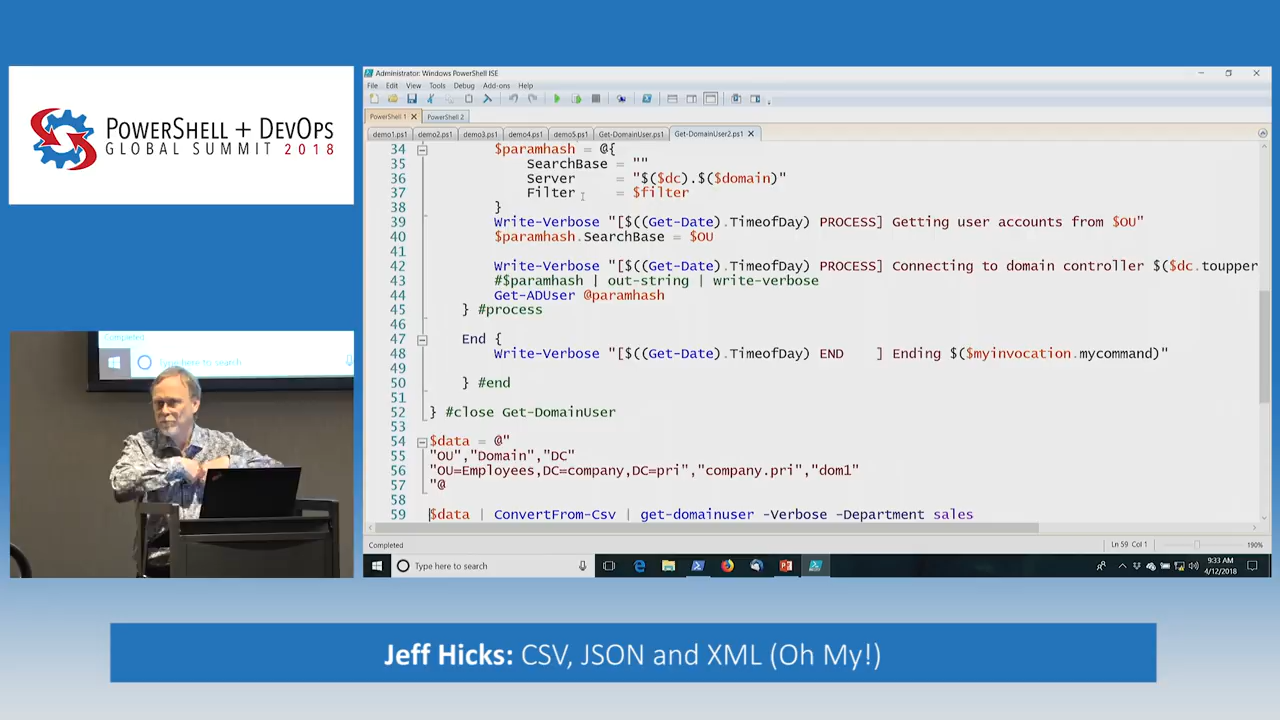 POWERSHELL + DEVOPS
GLOBAL SUMMIT 2018
Completed
Type here to search
Administrator: Windows PowerShell ISE
File Edit View Tools Debug Add-ons Help
PowerShell 1 PowerShell 2
demo1.ps1 demo2.ps1 demo3.ps1 demo4.ps1 demo5.ps1 Get-DomainUser.ps1 Get-DomainUser2.ps1
34 $paramhash = @{
35 SearchBase = ""
36 Server = "$($dc).$($domain)"
37 Filter = $filter
38 }
39 Write-Verbose "[$((Get-Date).TimeofDay) PROCESS] Getting user accounts from $OU"
40 $paramhash.SearchBase = $OU
41
42 Write-Verbose "[$((Get-Date).TimeofDay) PROCESS] Connecting to domain controller $($dc.toupper
43 #$paramhash | out-string | write-verbose
44 Get-ADUser @paramhash
45 } #process
46
47 End {
48 Write-Verbose "[$((Get-Date).TimeofDay) END ] Ending $($myinvocation.mycommand)"
49
50 } #end
51
52 } #close Get-DomainUser
53
54 $data = @"
55 "OU","Domain","DC"
56 "OU=Employees,DC=company,DC=pri","company.pri","dom1"
57 "@
58
59 $data | ConvertFrom-Csv | get-domainuser -Verbose -Department sales
Completed Ln 59 Col 1 190%
Type here to search
9:33 AM
4/12/2018
Jeff Hicks: CSV, JSON and XML (Oh My!)